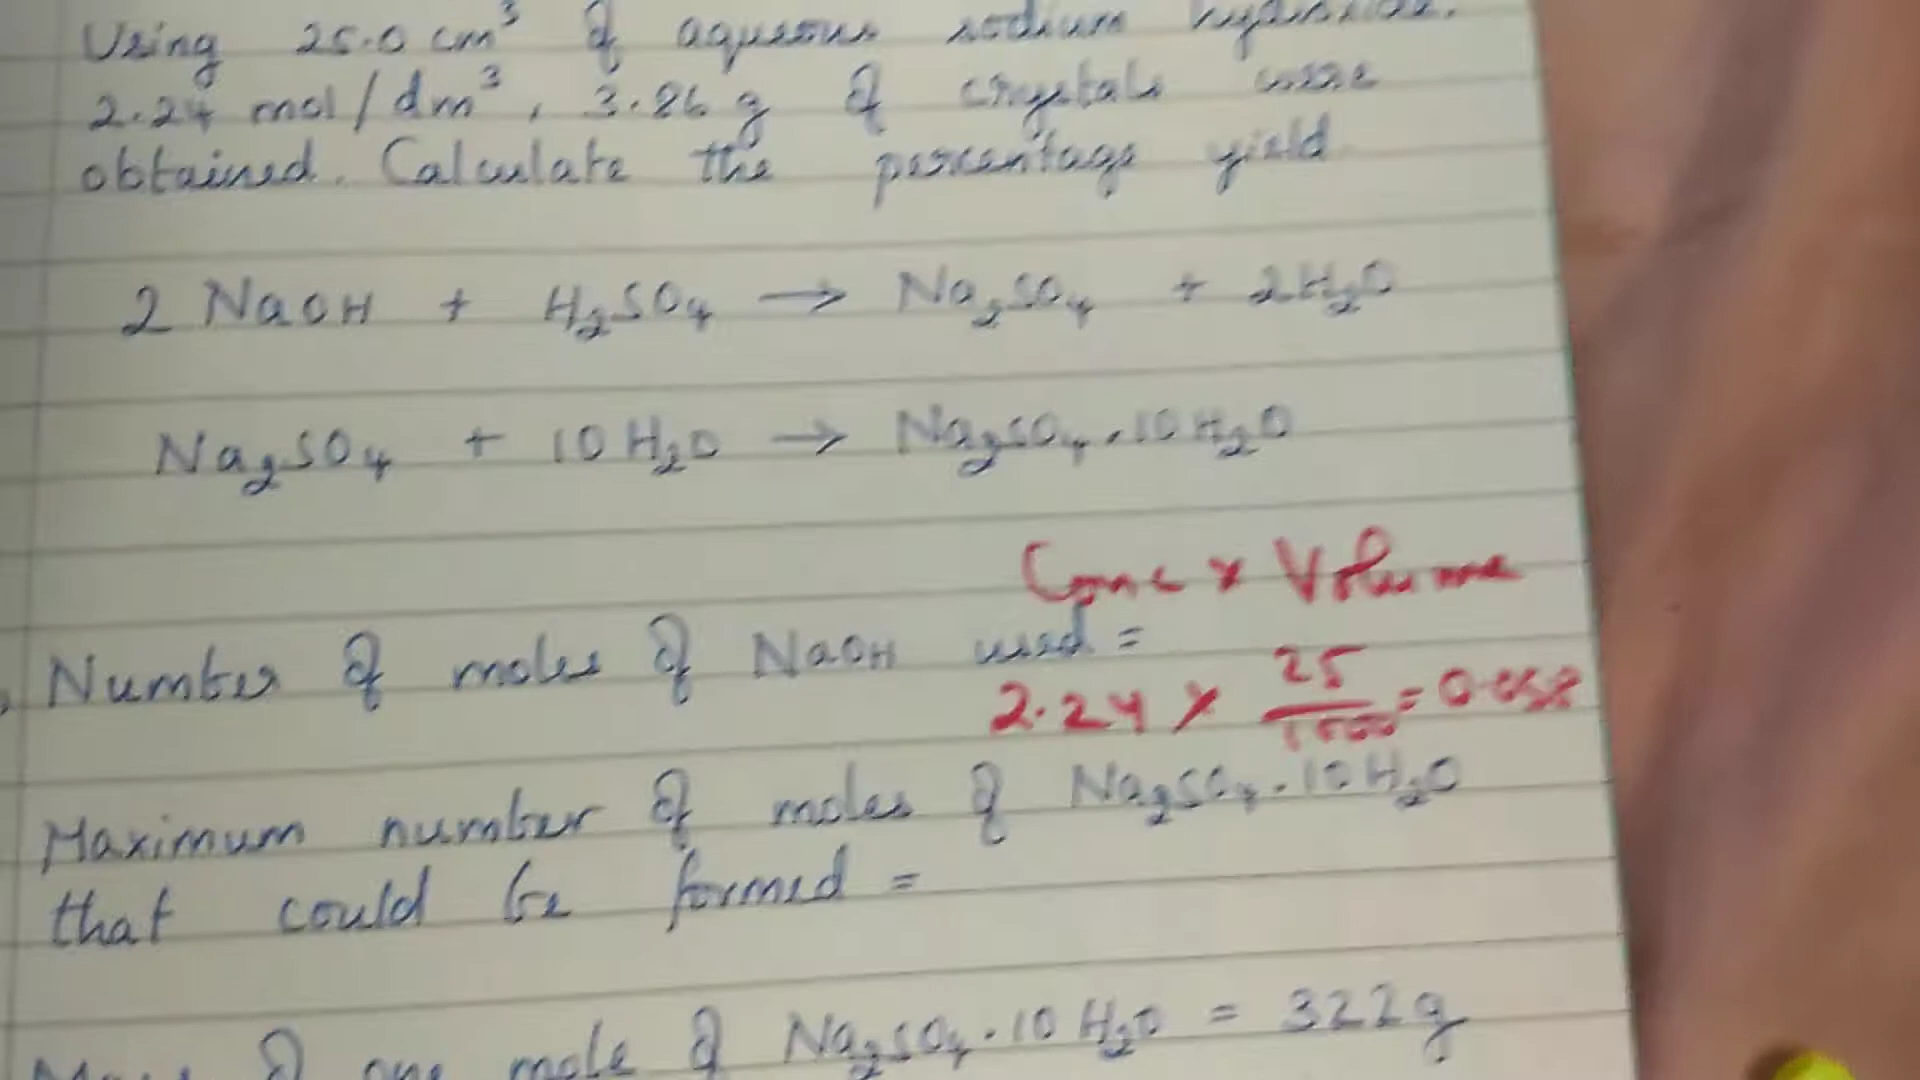 Using 25.0 cm³ of aqueous sodium hydroxide.
2.24 mol/dm³, 3.86 g of crystals were
obtained. Calculate the percentage yield
2 NaOH + H₂SO₄ → Na₂SO₄ + 2H₂O
Na₂SO₄ + 10 H₂O → Na₂SO₄.10H₂O
Conc x Volume
Number of moles of NaOH used =
2.24 x 25/1000 =
Maximum number of moles of Na₂SO₄.10H₂O
that could be formed =
Mass of one mole of Na₂SO₄.10 H₂O = 322g